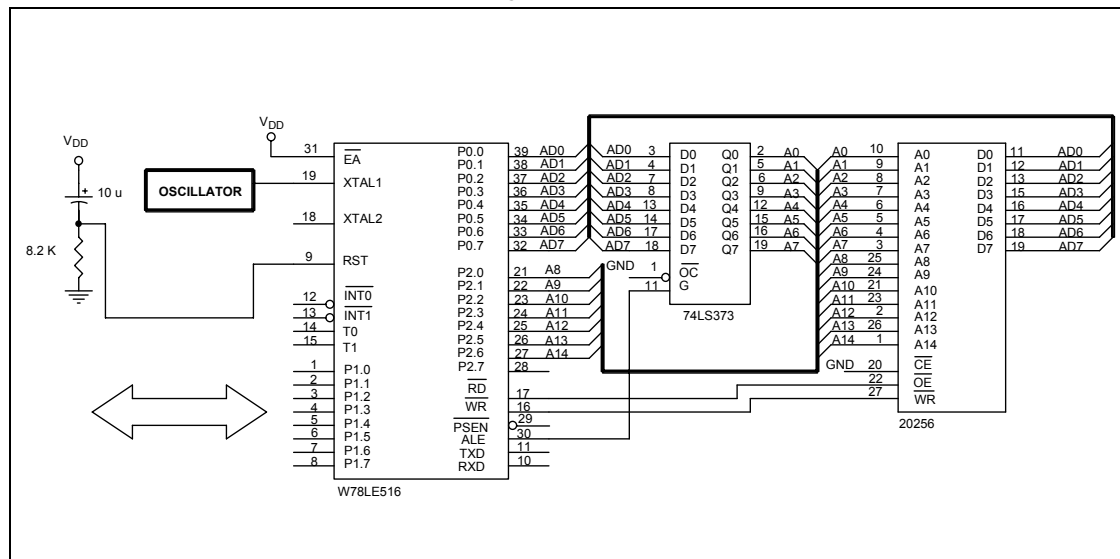 VDD
10 u
8.2 K
OSCILLATOR
VDD
31 EA
19 XTAL1
18 XTAL2
9 RST
12 INT0
13 INT1
14 T0
15 T1
1 P1.0
2 P1.1
3 P1.2
4 P1.3
5 P1.4
6 P1.5
7 P1.6
8 P1.7
P0.0 39 AD0
P0.1 38 AD1
P0.2 37 AD2
P0.3 36 AD3
P0.4 35 AD4
P0.5 34 AD5
P0.6 33 AD6
P0.7 32 AD7
P2.0 21 A8
P2.1 22 A9
P2.2 23 A10
P2.3 24 A11
P2.4 25 A12
P2.5 26 A13
P2.6 27 A14
P2.7 28
RD 17
WR 16
PSEN 29
ALE 30
TXD 11
RXD 10
W78LE516
AD0 3 D0 Q0 2 A0
AD1 4 D1 Q1 5 A1
AD2 7 D2 Q2 6 A2
AD3 8 D3 Q3 9 A3
AD4 13 D4 Q4 12 A4
AD5 14 D5 Q5 15 A5
AD6 17 D6 Q6 16 A6
AD7 18 D7 Q7 19 A7
GND 1 OC
11 G
74LS373
A0 10 A0 D0 11 AD0
A1 9 A1 D1 12 AD1
A2 8 A2 D2 13 AD2
A3 7 A3 D3 15 AD3
A4 6 A4 D4 16 AD4
A5 5 A5 D5 17 AD5
A6 4 A6 D6 18 AD6
A7 3 A7 D7 19 AD7
A8 25 A8
A9 24 A9
A10 21 A10
A11 23 A11
A12 2 A12
A13 26 A13
A14 1 A14
GND 20 CE
22 OE
27 WR
20256